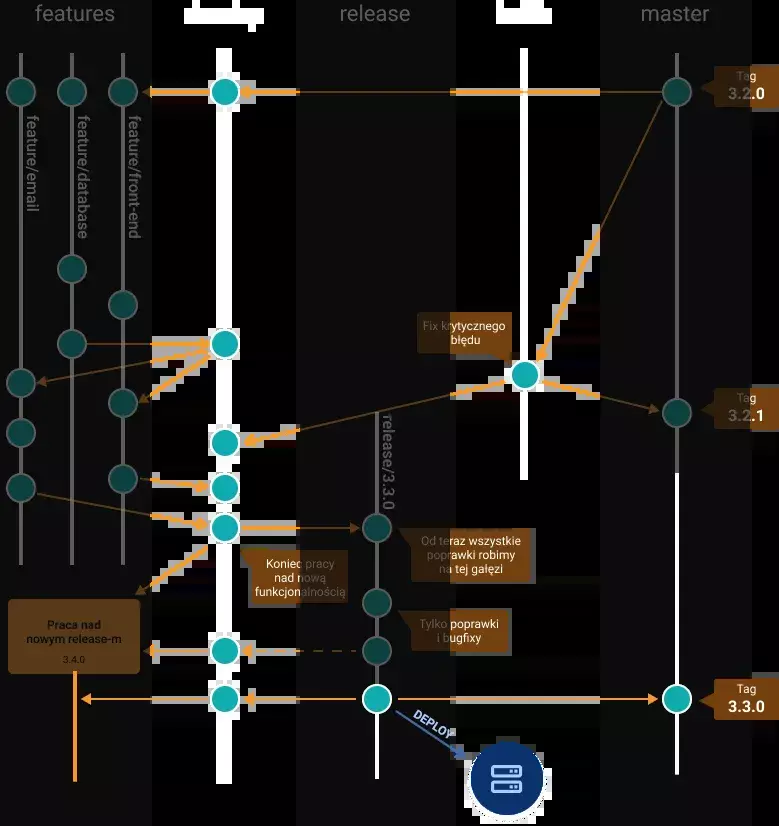 features
release
master
Tag
3.2.0
feature/email
feature/database
feature/front-end
Fix krytycznego
błędu
Tag
3.2.1
release/3.3.0
Od teraz wszystkie
poprawki robimy
na tej gałęzi
Koniec pracy
nad nową
funkcjonalnością
Praca nad
nowym release-m
3.4.0
Tylko poprawki
i bugfixy
Tag
3.3.0
DEPLOY